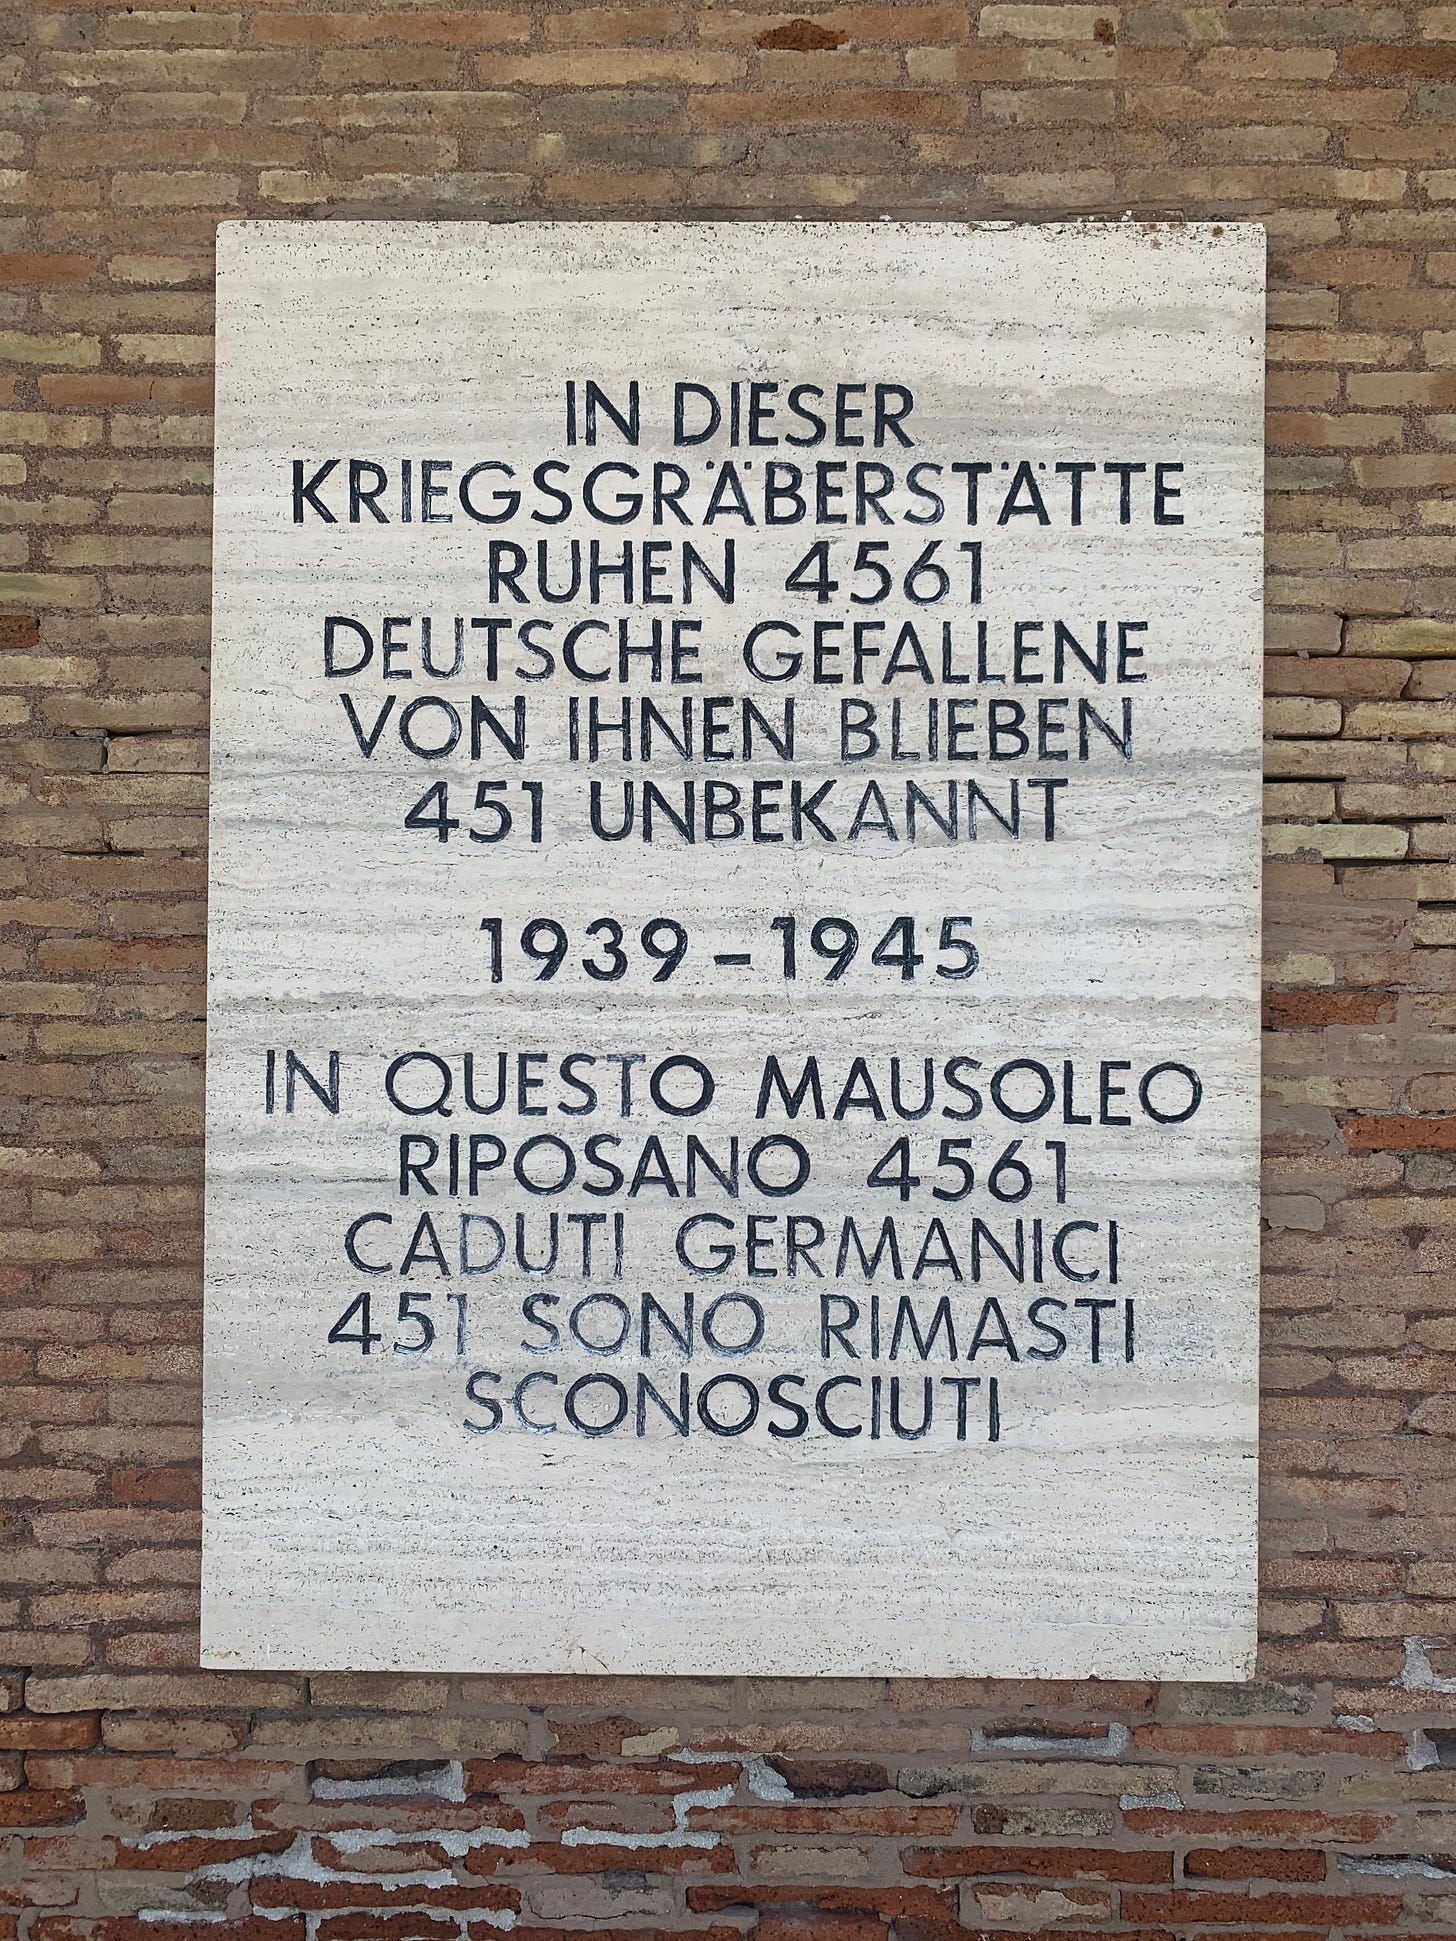 IN DIESER
KRIEGSGRÄBERSTÄTTE
RUHEN 4561
DEUTSCHE GEFALLENE
VON IHNEN BLIEBEN
451 UNBEKANNT
1939-1945
IN QUESTO MAUSOLEO
RIPOSANO 4561
CADUTI GERMANICI
451 SONO RIMASTI
SCONOSCIUTI